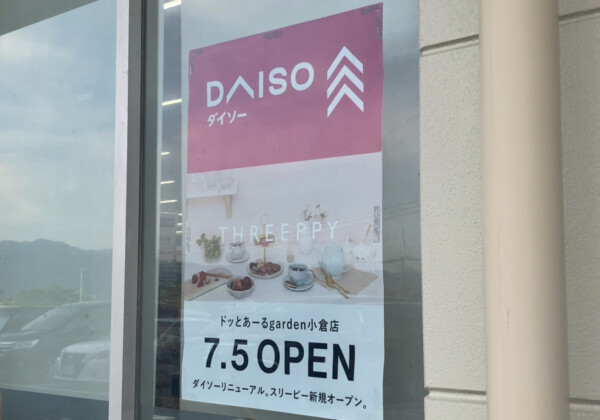 DAISO
ダイソー
THREEPPY
ドッとあーるgarden小倉店
7.5 OPEN
ダイソーリニューアル。スリーピー新規オープン。